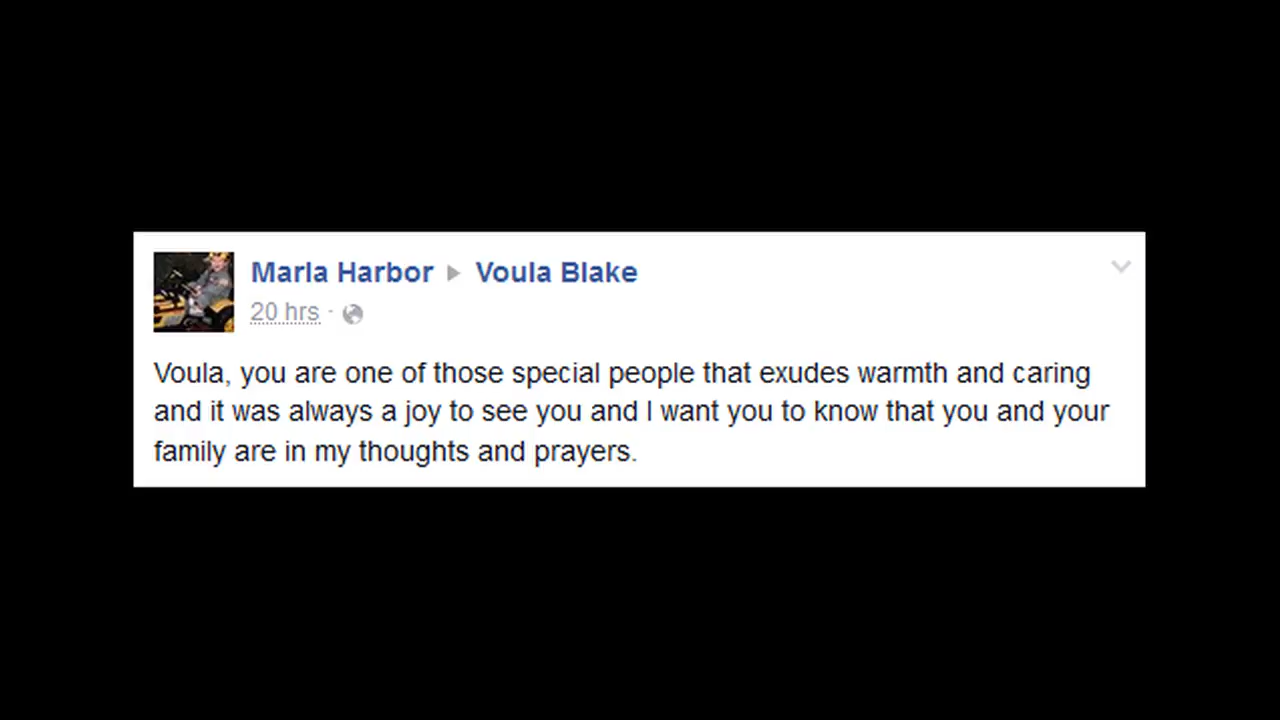 Marla Harbor ▸ Voula Blake
20 hrs ·
Voula, you are one of those special people that exudes warmth and caring
and it was always a joy to see you and I want you to know that you and your
family are in my thoughts and prayers.